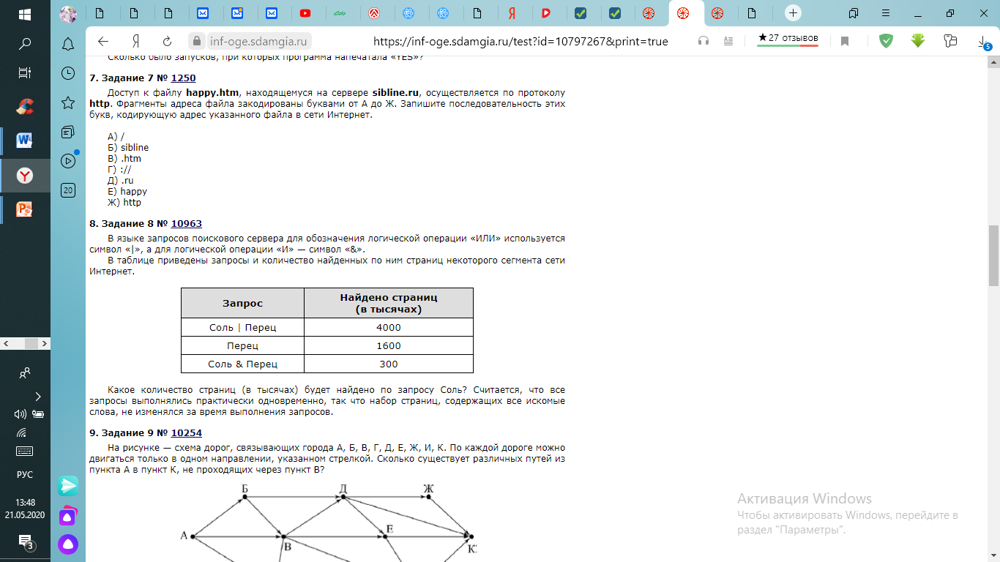 inf-oge.sdamgia.ru
https://inf-oge.sdamgia.ru/test?id=10797267&print=true
★27 отзывов
5
20
Сколько было запусков, при которых программа напечатала «YES»?
7. Задание 7 № 1250
Доступ к файлу happy.htm, находящемуся на сервере sibline.ru, осуществляется по протоколу
http. Фрагменты адреса файла закодированы буквами от А до Ж. Запишите последовательность этих
букв, кодирующую адрес указанного файла в сети Интернет.
А) /
Б) sibline
В) .htm
Г) ://
Д) .ru
Е) happy
Ж) http
8. Задание 8 № 10963
В языке запросов поискового сервера для обозначения логической операции «ИЛИ» используется
символ «|», а для логической операции «И» — символ «&».
В таблице приведены запросы и количество найденных по ним страниц некоторого сегмента сети
Интернет.
Запрос Найдено страниц
(в тысячах)
Соль | Перец 4000
Перец 1600
Соль & Перец 300
Какое количество страниц (в тысячах) будет найдено по запросу Соль? Считается, что все
запросы выполнялись практически одновременно, так что набор страниц, содержащих все искомые
слова, не изменялся за время выполнения запросов.
9. Задание 9 № 10254
На рисунке — схема дорог, связывающих города А, Б, В, Г, Д, Е, Ж, И, К. По каждой дороге можно
двигаться только в одном направлении, указанном стрелкой. Сколько существует различных путей из
пункта А в пункт К, не проходящих через пункт В?
Б Д Ж
А В Е К
Активация Windows
Чтобы активировать Windows, перейдите в
раздел "Параметры".
РУС
13:48
21.05.2020
3